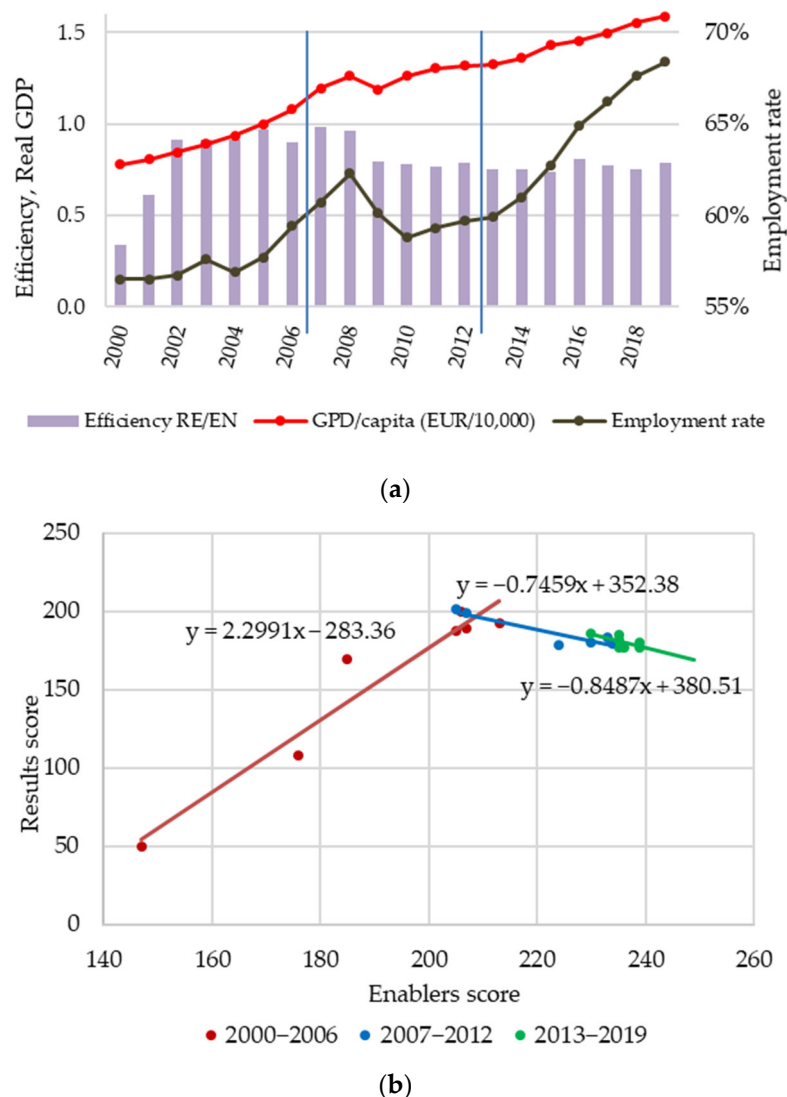 1.5
1.0
0.5
0.0
Efficiency, Real GDP
70%
65%
60%
55%
Employment rate
2000
2002
2004
2006
2008
2010
2012
2014
2016
2018
Efficiency RE/EN
GPD/capita (EUR/10,000)
Employment rate
(a)
250
200
150
100
50
0
Results score
y = −0.7459x + 352.38
y = 2.2991x − 283.36
y = −0.8487x + 380.51
140
160
180
200
220
240
260
Enablers score
2000–2006
2007–2012
2013–2019
(b)